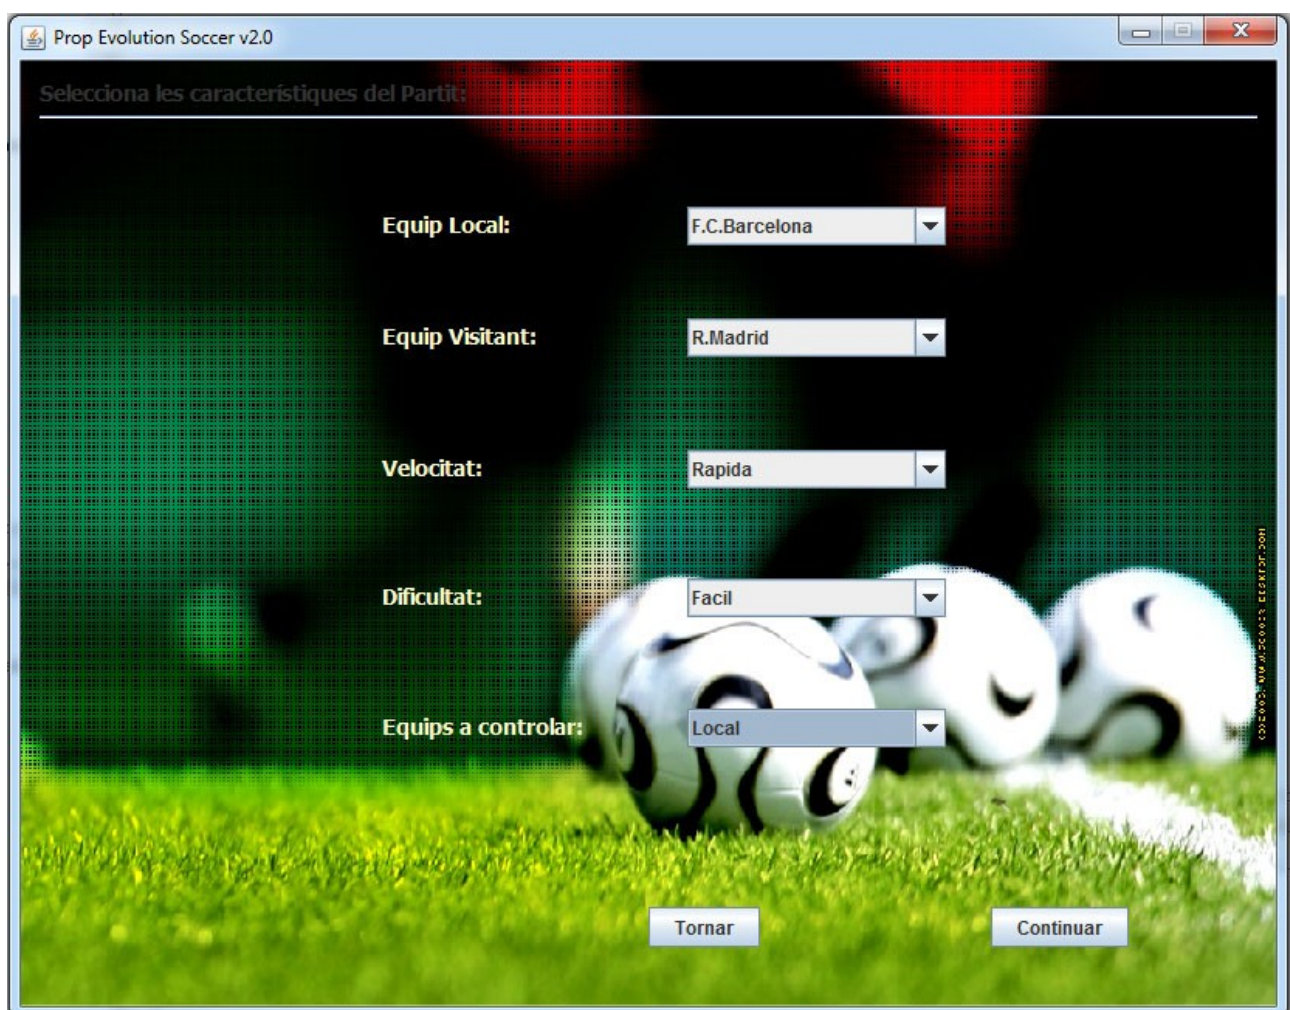 Prop Evolution Soccer v2.0
Selecciona les característiques del Partit:
Equip Local:
F.C.Barcelona
Equip Visitant:
R.Madrid
Velocitat:
Rapida
Dificultat:
Facil
Equips a controlar:
Local
Tornar
Continuar